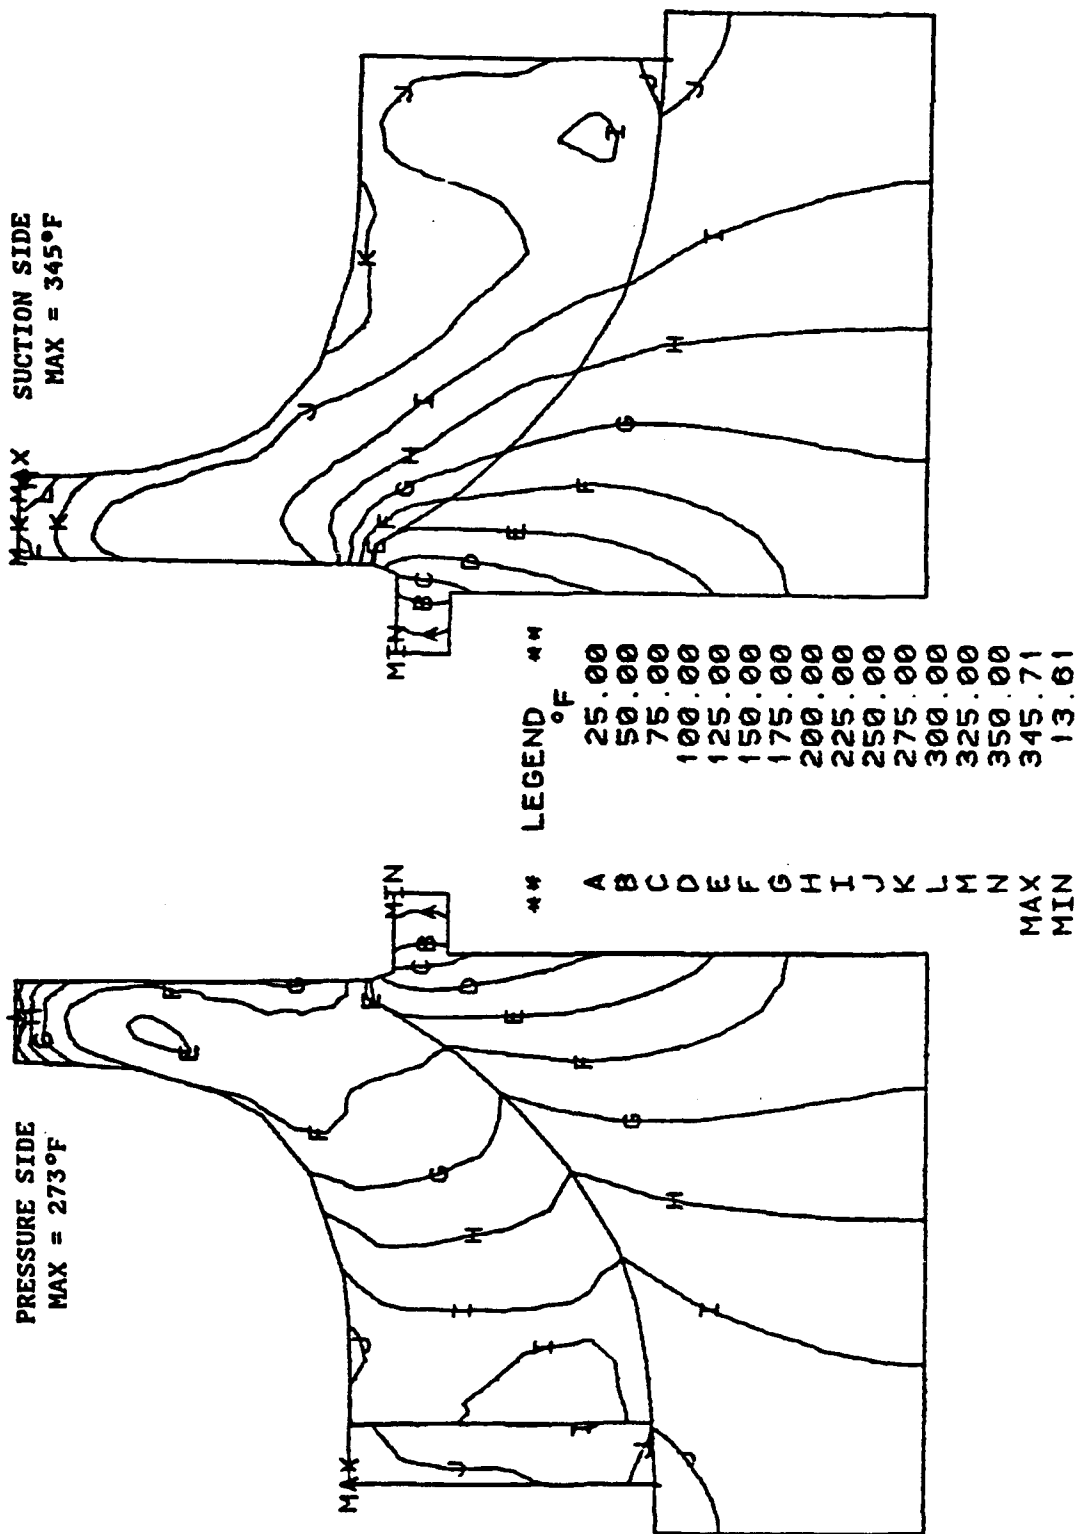 PRESSURE SIDE
MAX = 273°F
SUCTION SIDE
MAX = 345°F
MAX
MIN
G
E
F
F
G
F
G
H
I
J
I
J
C
B
A
D
E
F
G
H
I
J
K
MAX
L
K
J
K
J
I
H
G
F
J
I
J
MIN
A
B
C
D
E
F
G
H
I
** LEGEND **
°F
A 25.00
B 50.00
C 75.00
D 100.00
E 125.00
F 150.00
G 175.00
H 200.00
I 225.00
J 250.00
K 275.00
L 300.00
M 325.00
N 350.00
MAX 345.71
MIN 13.61